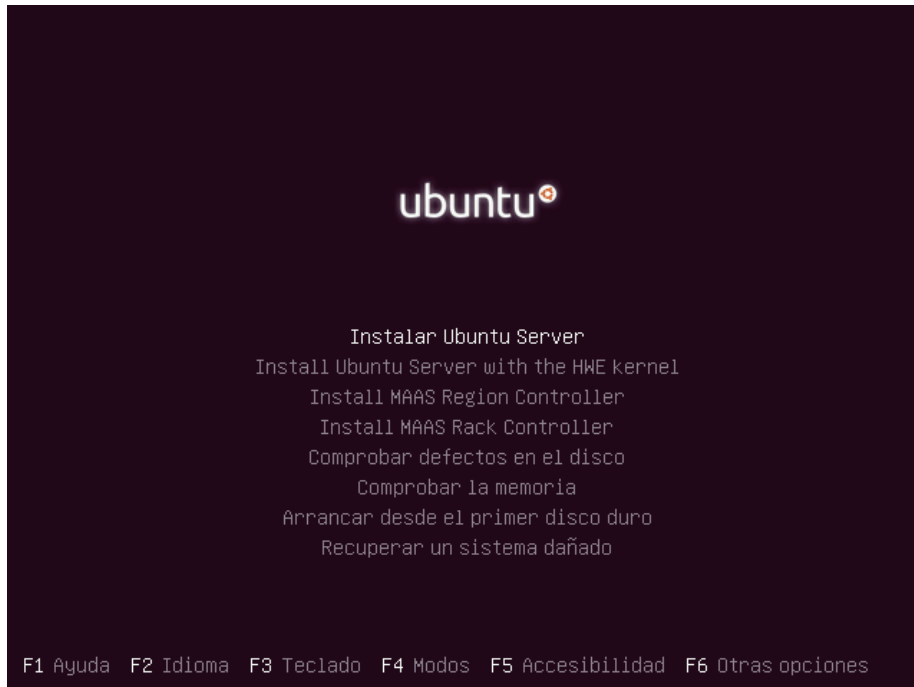 ubuntu
Instalar Ubuntu Server
Install Ubuntu Server with the HWE kernel
Install MAAS Region Controller
Install MAAS Rack Controller
Comprobar defectos en el disco
Comprobar la memoria
Arrancar desde el primer disco duro
Recuperar un sistema dañado
F1 Ayuda F2 Idioma F3 Teclado F4 Modos F5 Accesibilidad F6 Otras opciones